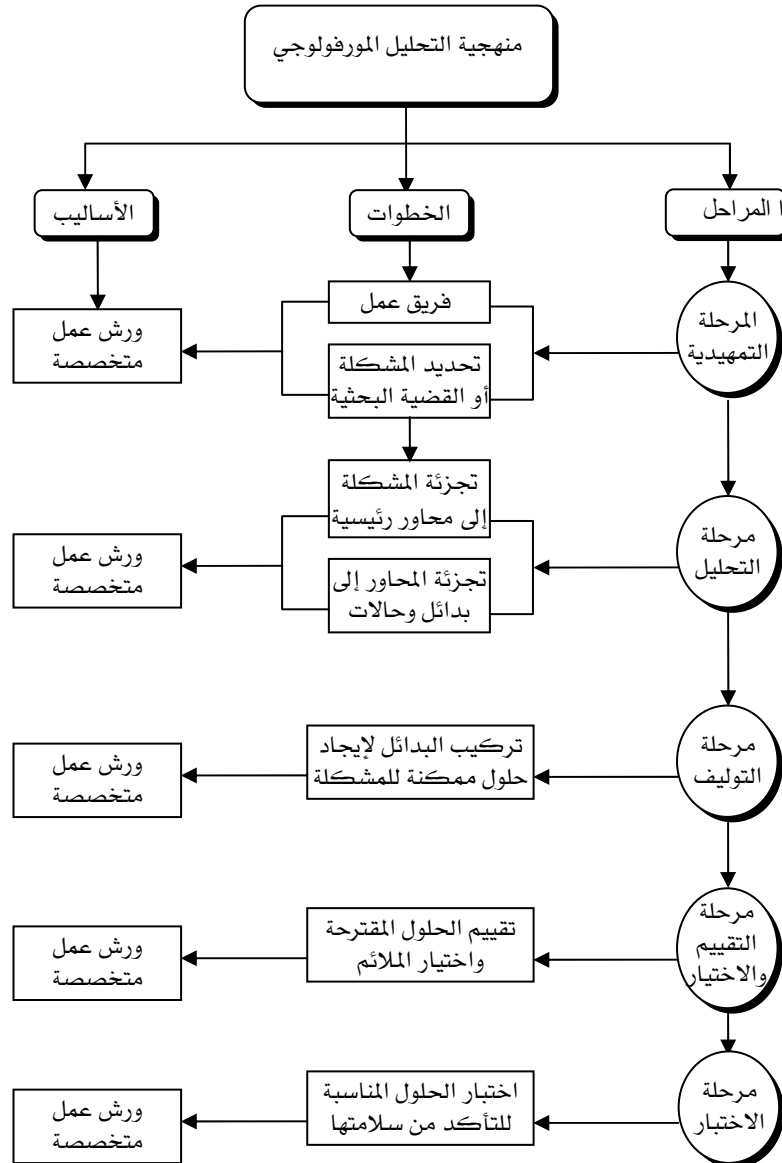 منهجية التحليل المورفولوجي
ا المراحل
الخطوات
الأساليب
المرحلة
التمهيدية
فريق عمل
تحديد المشكلة
أو القضية البحثية
ورش عمل
متخصصة
مرحلة
التحليل
تجزئة المشكلة
إلى محاور رئيسية
تجزئة المحاور إلى
بدائل وحالات
ورش عمل
متخصصة
مرحلة
التوليف
تركيب البدائل لإيجاد
حلول ممكنة للمشكلة
ورش عمل
متخصصة
مرحلة
التقييم
والاختيار
تقييم الحلول المقترحة
واختيار الملائم
ورش عمل
متخصصة
مرحلة
الاختبار
اختبار الحلول المناسبة
للتأكد من سلامتها
ورش عمل
متخصصة